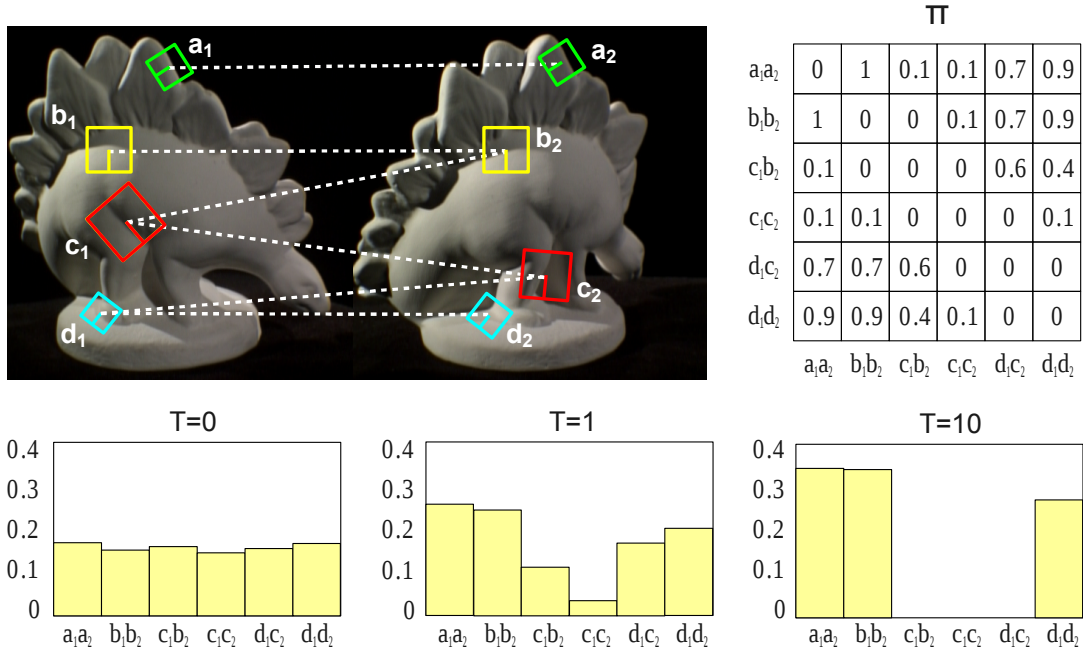 a₁
a₂
b₁
b₂
c₁
c₂
d₁
d₂
π
a₁a₂ 0 1 0.1 0.1 0.7 0.9
b₁b₂ 1 0 0 0.1 0.7 0.9
c₁b₂ 0.1 0 0 0 0.6 0.4
c₁c₂ 0.1 0.1 0 0 0 0.1
d₁c₂ 0.7 0.7 0.6 0 0 0
d₁d₂ 0.9 0.9 0.4 0.1 0 0
a₁a₂ b₁b₂ c₁b₂ c₁c₂ d₁c₂ d₁d₂
T=0
0.4
0.3
0.2
0.1
0
a₁a₂ b₁b₂ c₁b₂ c₁c₂ d₁c₂ d₁d₂
T=1
0.4
0.3
0.2
0.1
0
a₁a₂ b₁b₂ c₁b₂ c₁c₂ d₁c₂ d₁d₂
T=10
0.4
0.3
0.2
0.1
0
a₁a₂ b₁b₂ c₁b₂ c₁c₂ d₁c₂ d₁d₂